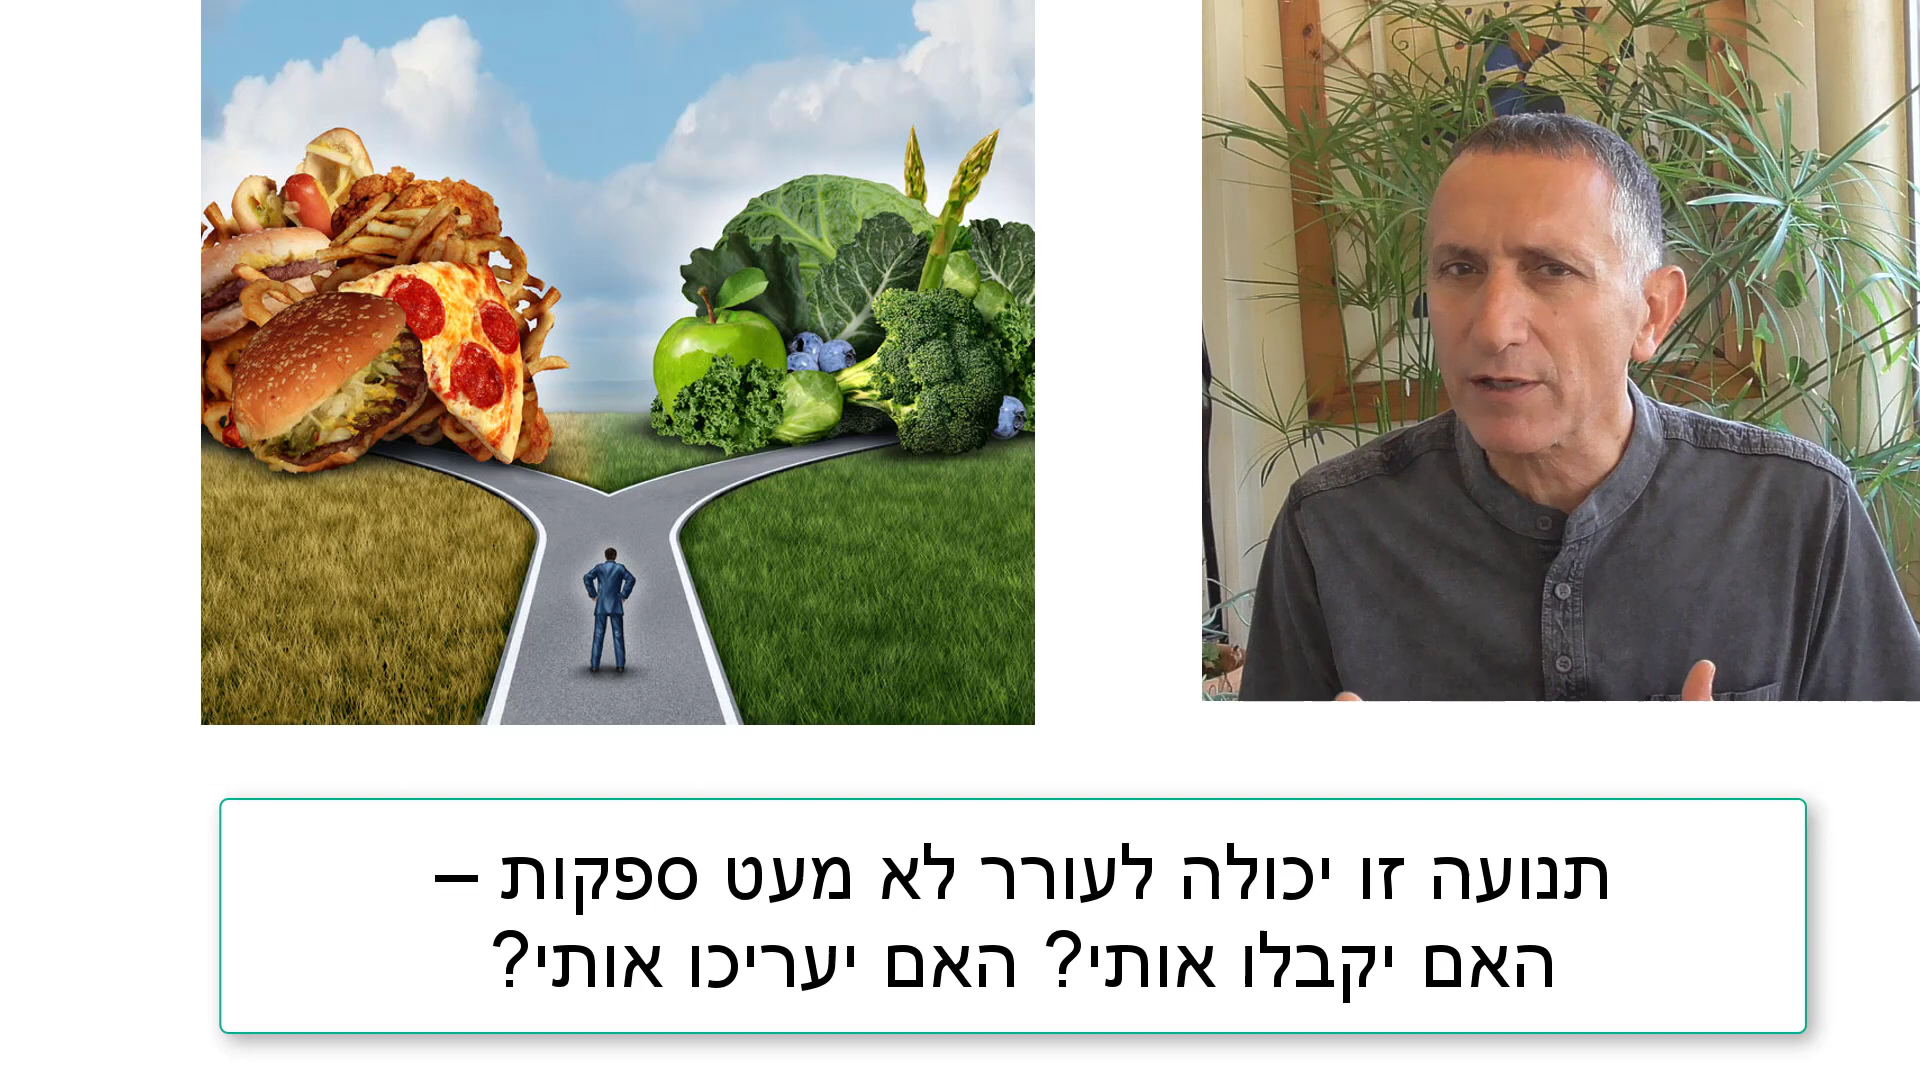 תנועה זו יכולה לעורר לא מעט ספקות –
האם יקבלו אותי? האם יעריכו אותי?